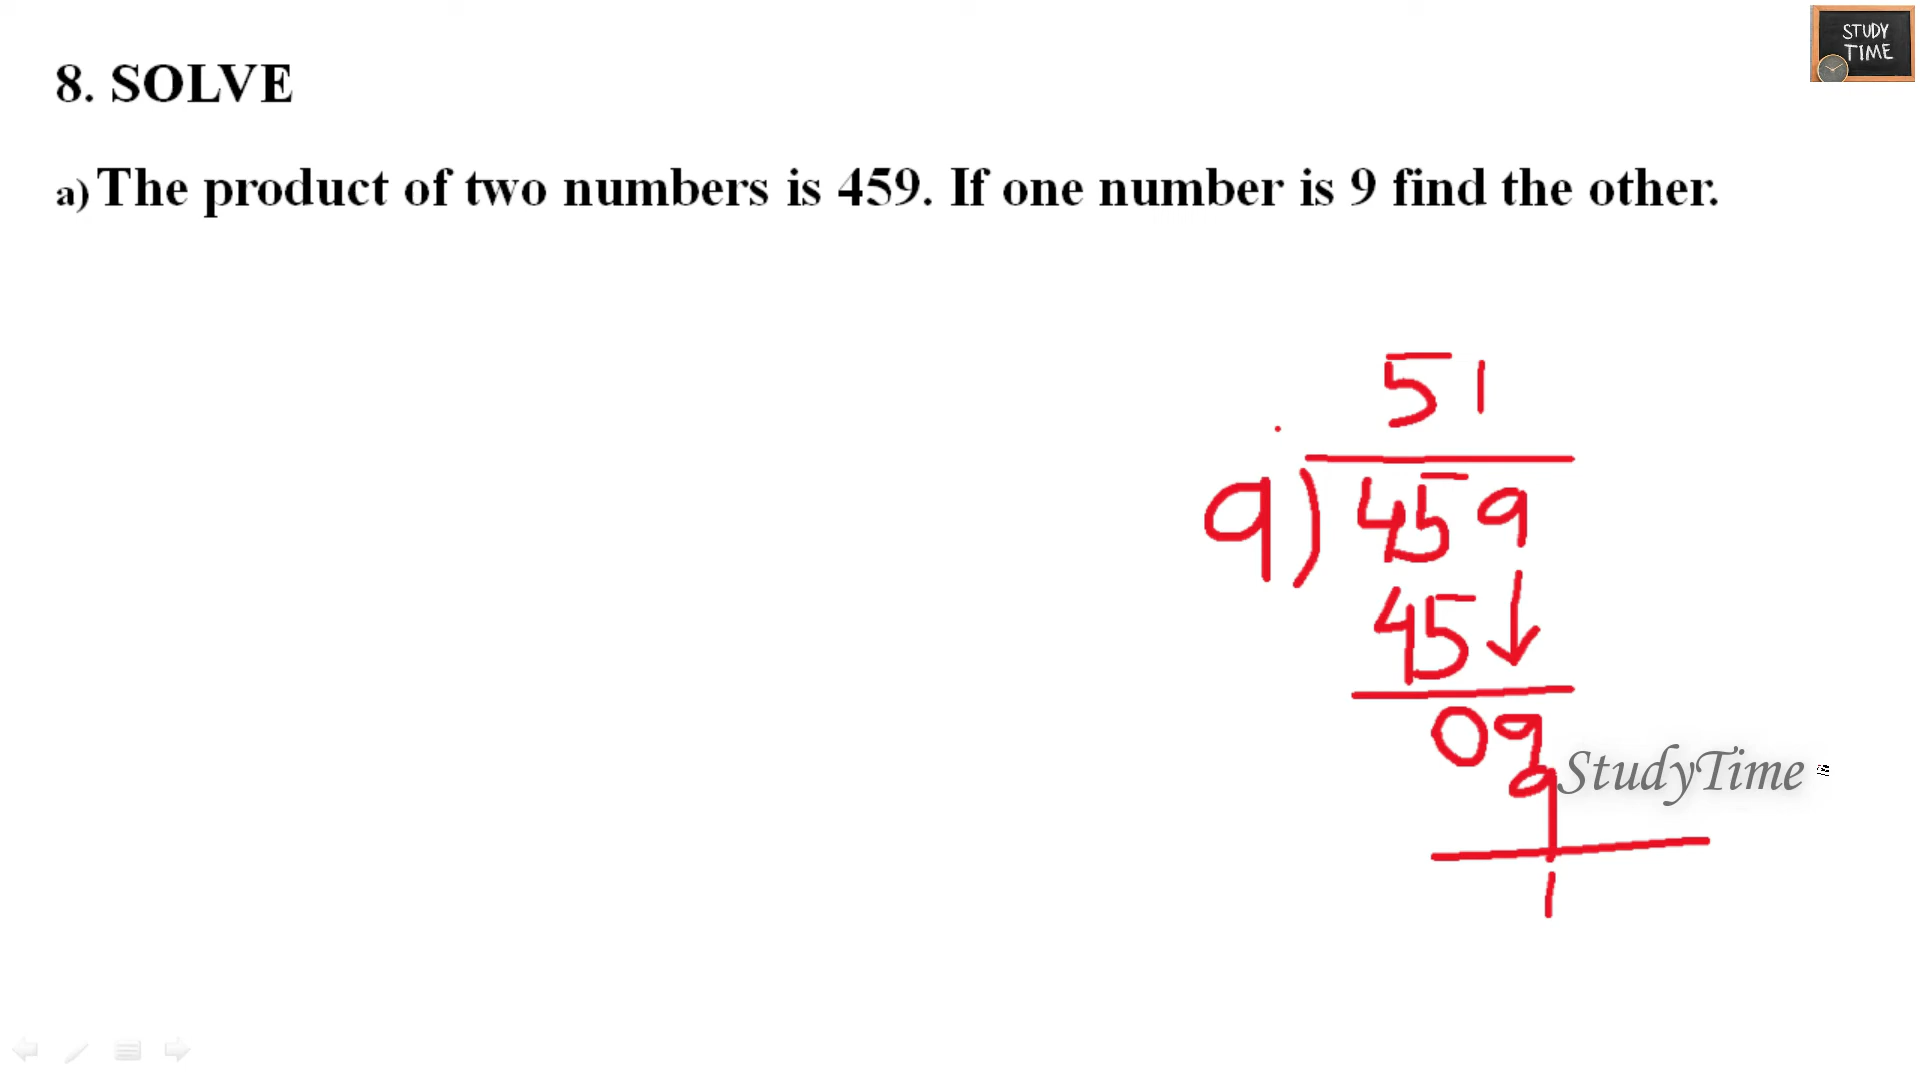 STUDY
TIME
8. SOLVE
a) The product of two numbers is 459. If one number is 9 find the other.
51
9) 459
45
09
9
1
StudyTime